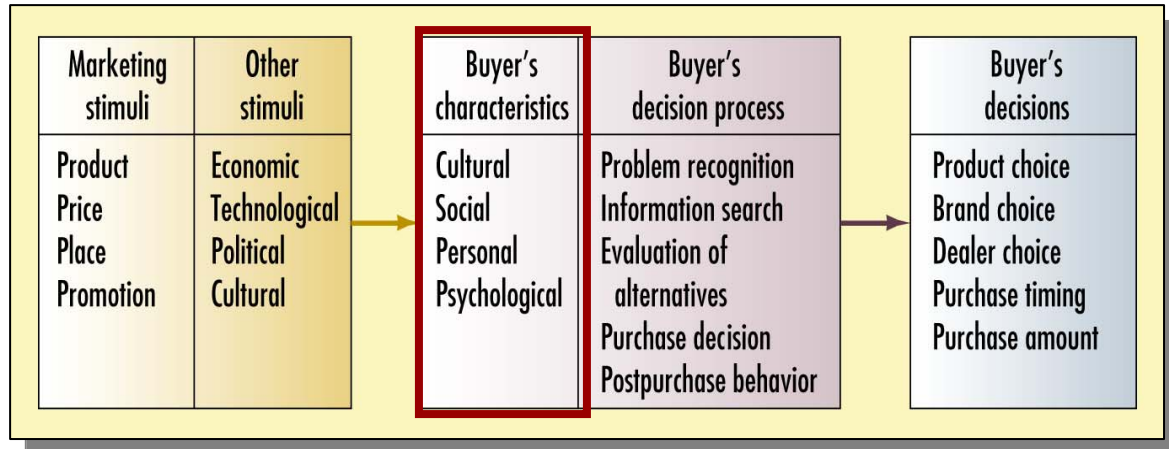 Marketing
stimuli
Product
Price
Place
Promotion
Other
stimuli
Economic
Technological
Political
Cultural
Buyer’s
characteristics
Cultural
Social
Personal
Psychological
Buyer’s
decision process
Problem recognition
Information search
Evaluation of
alternatives
Purchase decision
Postpurchase behavior
Buyer’s
decisions
Product choice
Brand choice
Dealer choice
Purchase timing
Purchase amount